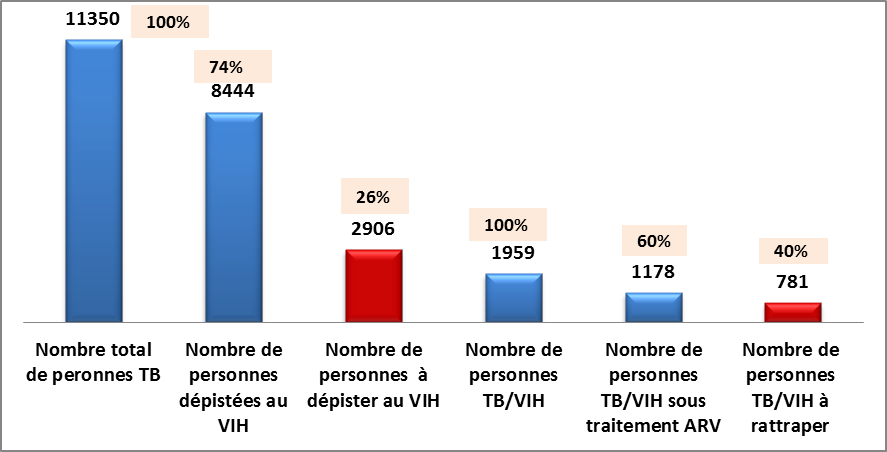 11350
100%
74%
8444
26%
2906
100%
1959
60%
1178
40%
781
Nombre total
de peronnes TB
Nombre de
personnes
dépistées au
VIH
Nombre de
personnes à
dépister au VIH
Nombre de
personnes
TB/VIH
Nombre de
personnes
TB/VIH sous
traitement ARV
Nombre de
personnes
TB/VIH à
rattraper